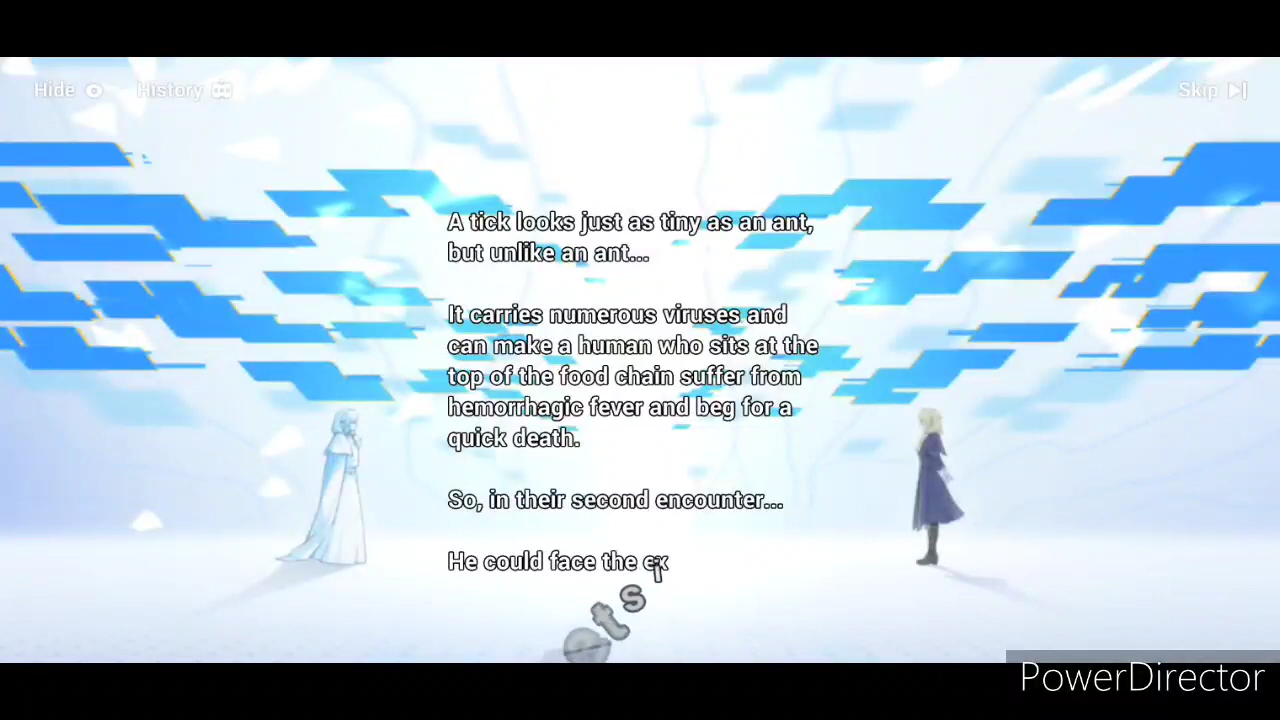 Hide
History
Skip
A tick looks just as tiny as an ant,
but unlike an ant...
It carries numerous viruses and
can make a human who sits at the
top of the food chain suffer from
hemorrhagic fever and beg for a
quick death.
So, in their second encounter...
He could face the ex
PowerDirector